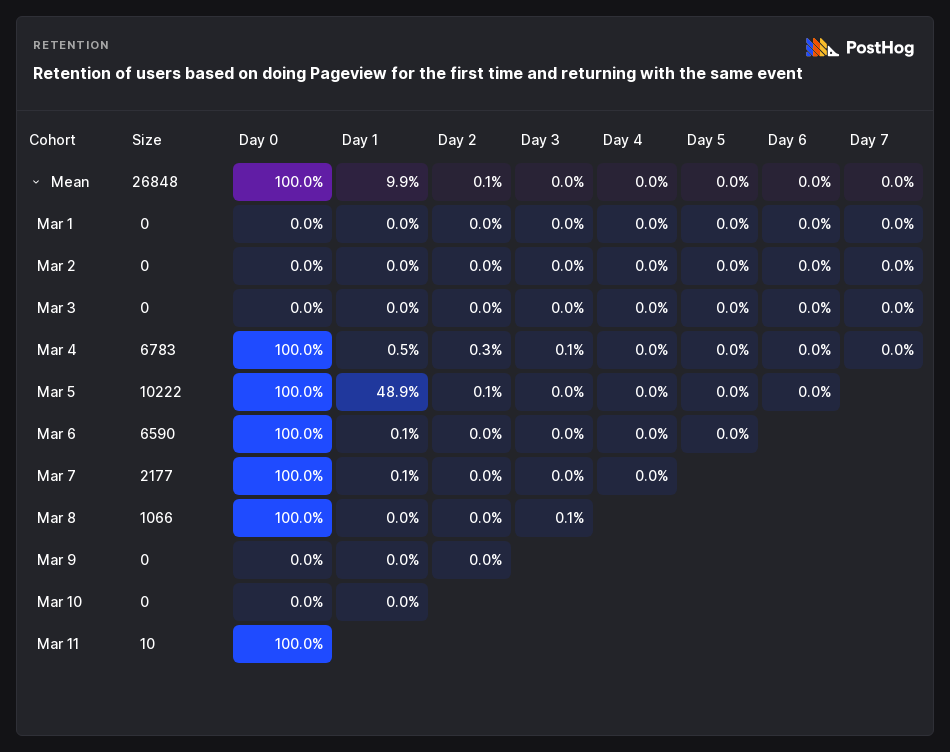 RETENTION
PostHog
Retention of users based on doing Pageview for the first time and returning with the same event
Cohort Size Day 0 Day 1 Day 2 Day 3 Day 4 Day 5 Day 6 Day 7
Mean 26848 100.0% 9.9% 0.1% 0.0% 0.0% 0.0% 0.0% 0.0%
Mar 1 0 0.0% 0.0% 0.0% 0.0% 0.0% 0.0% 0.0% 0.0%
Mar 2 0 0.0% 0.0% 0.0% 0.0% 0.0% 0.0% 0.0% 0.0%
Mar 3 0 0.0% 0.0% 0.0% 0.0% 0.0% 0.0% 0.0% 0.0%
Mar 4 6783 100.0% 0.5% 0.3% 0.1% 0.0% 0.0% 0.0% 0.0%
Mar 5 10222 100.0% 48.9% 0.1% 0.0% 0.0% 0.0% 0.0%
Mar 6 6590 100.0% 0.1% 0.0% 0.0% 0.0% 0.0%
Mar 7 2177 100.0% 0.1% 0.0% 0.0% 0.0%
Mar 8 1066 100.0% 0.0% 0.0% 0.1%
Mar 9 0 0.0% 0.0% 0.0%
Mar 10 0 0.0% 0.0%
Mar 11 10 100.0%